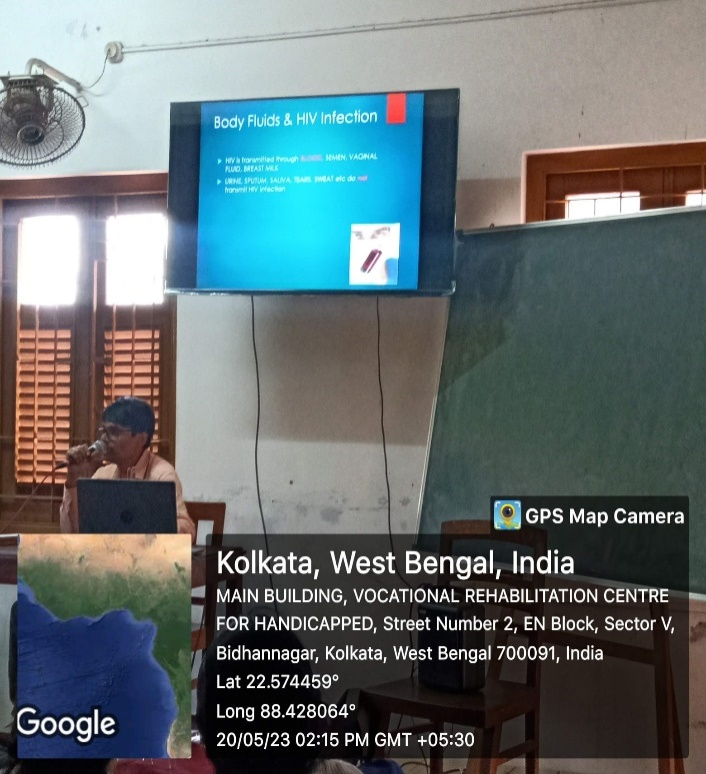 Body Fluids & HIV Infection
HIV is transmitted through BLOOD, SEMEN, VAGINAL
FLUID, BREAST MILK
URINE, SPUTUM, SALIVA, TEARS, SWEAT etc do not
transmit HIV infection
GPS Map Camera
Kolkata, West Bengal, India
MAIN BUILDING, VOCATIONAL REHABILITATION CENTRE
FOR HANDICAPPED, Street Number 2, EN Block, Sector V,
Bidhannagar, Kolkata, West Bengal 700091, India
Lat 22.574459°
Long 88.428064°
20/05/23 02:15 PM GMT +05:30
Google